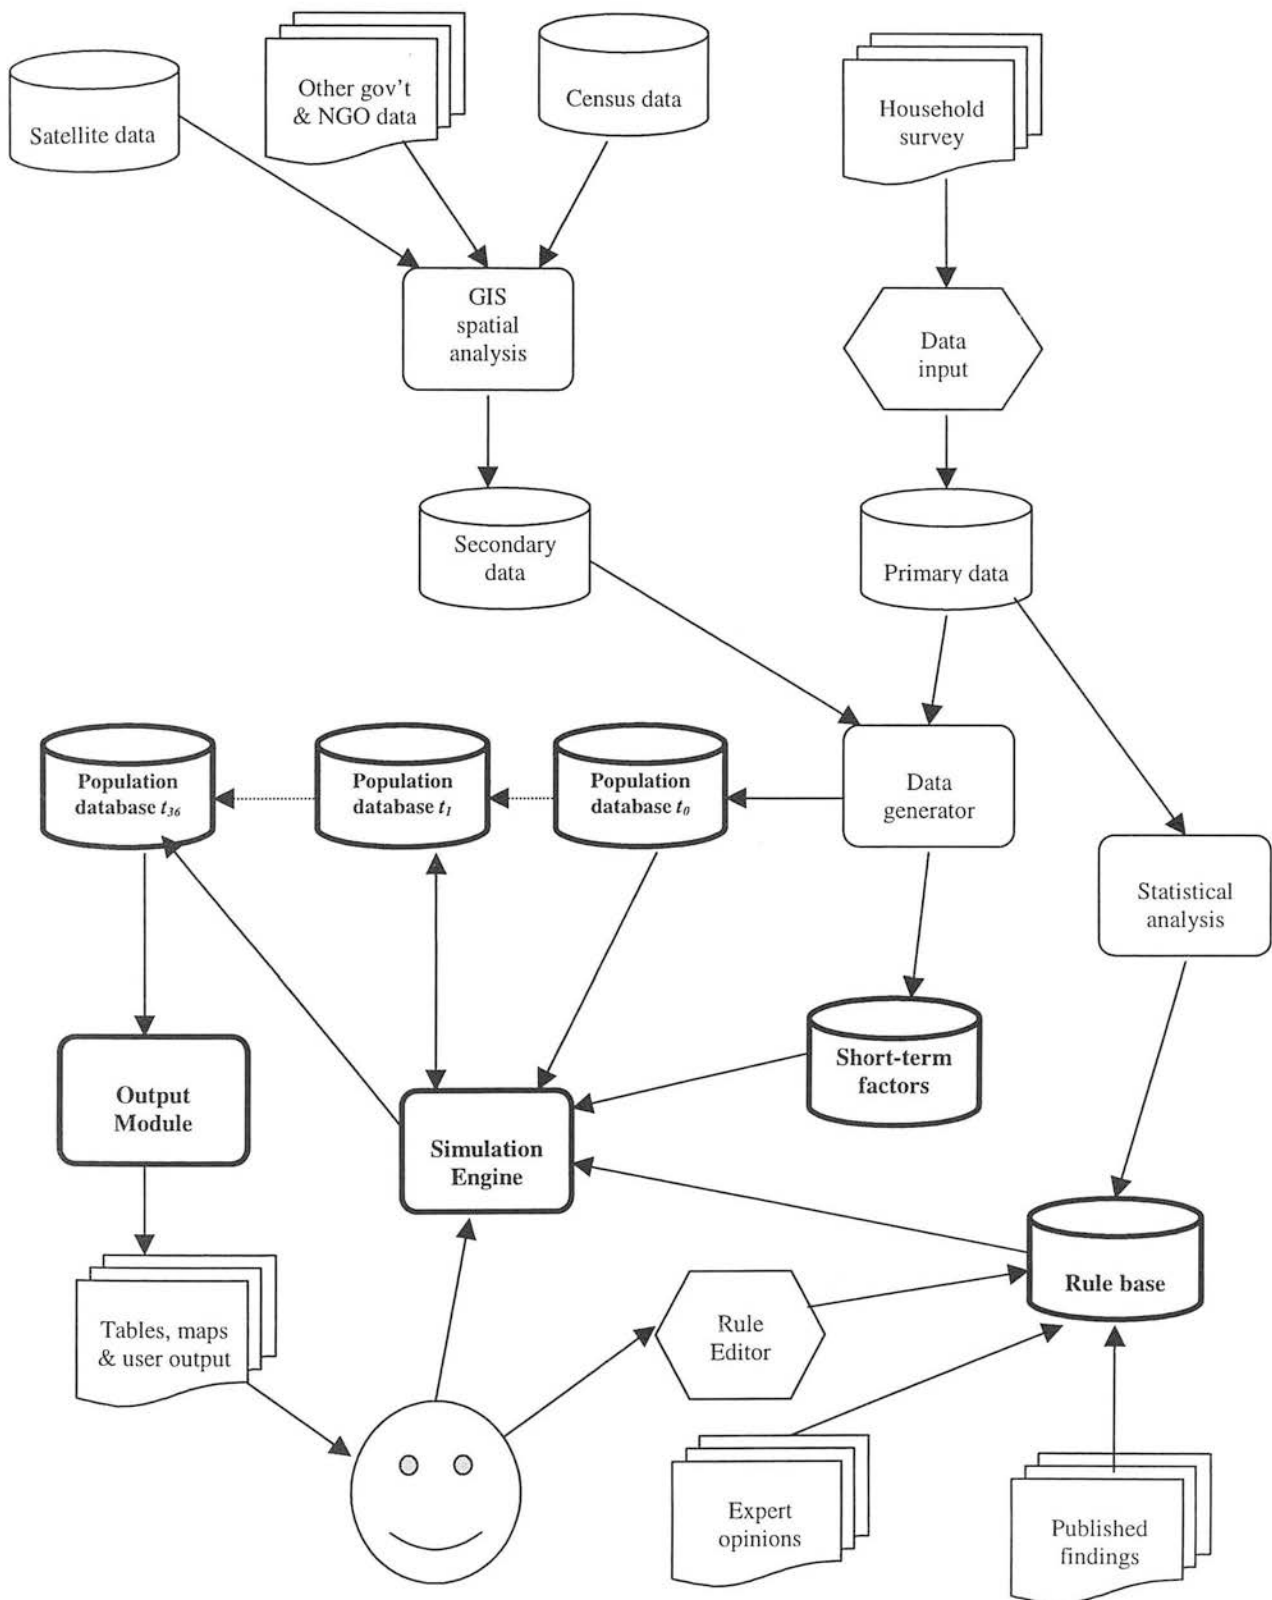 Satellite data
Other gov't
& NGO data
Census data
Household
survey
GIS
spatial
analysis
Data
input
Secondary
data
Primary data
Population
database t36
Population
database t1
Population
database t0
Data
generator
Statistical
analysis
Output
Module
Simulation
Engine
Short-term
factors
Rule base
Tables, maps
& user output
Rule
Editor
Expert
opinions
Published
findings